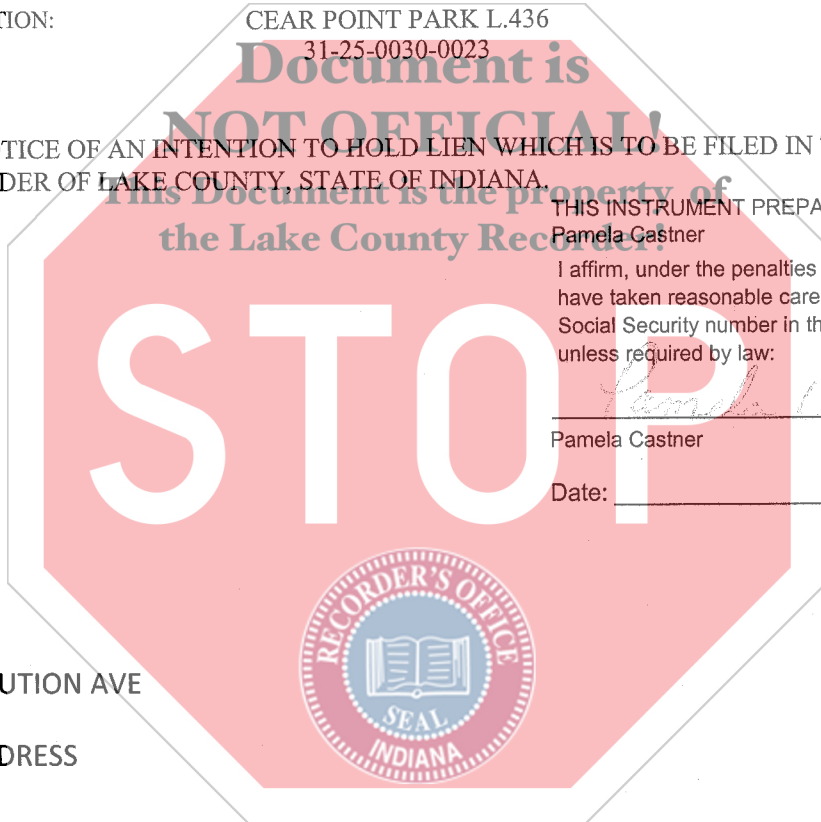 TION:
CEAR POINT PARK L.436
31-25-0030-0023
Document is
NOT OFFICIAL!
TICE OF AN INTENTION TO HOLD LIEN WHICH IS TO BE FILED IN
DER OF LAKE COUNTY, STATE OF INDIANA.
This Document is the property of
the Lake County Recorder!
THIS INSTRUMENT PREPA
Pamela Castner
I affirm, under the penalties
have taken reasonable care
Social Security number in th
unless required by law:
Pamela
Pamela Castner
Date:
STOP
RECORDER'S OFFICE
SEAL
INDIANA
UTION AVE
DRESS